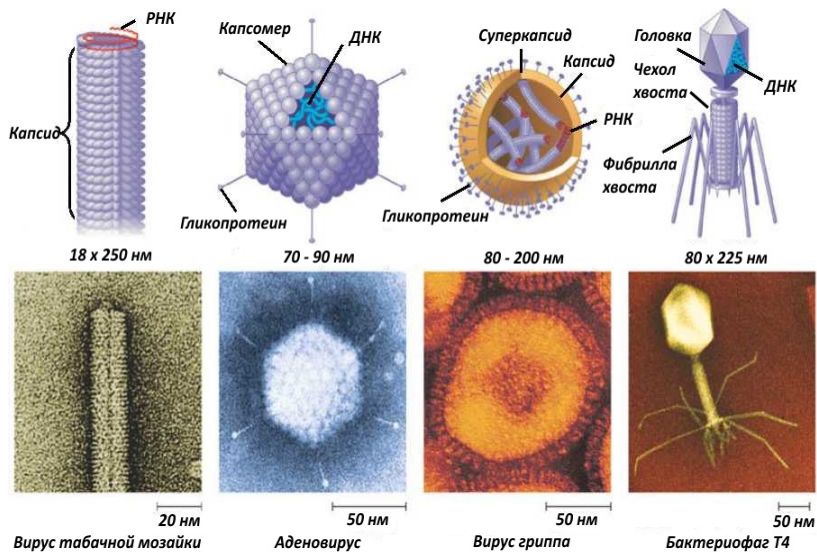 РНК
Капсид
Капсомер
ДНК
Гликопротеин
Суперкапсид
Капсид
РНК
Гликопротеин
Головка
Чехол
хвоста
ДНК
Фибрилла
хвоста
18 x 250 нм
70 - 90 нм
80 - 200 нм
80 x 225 нм
20 нм
50 нм
50 нм
50 нм
Вирус табачной мозайки
Аденовирус
Вирус гриппа
Бактериофаг Т4